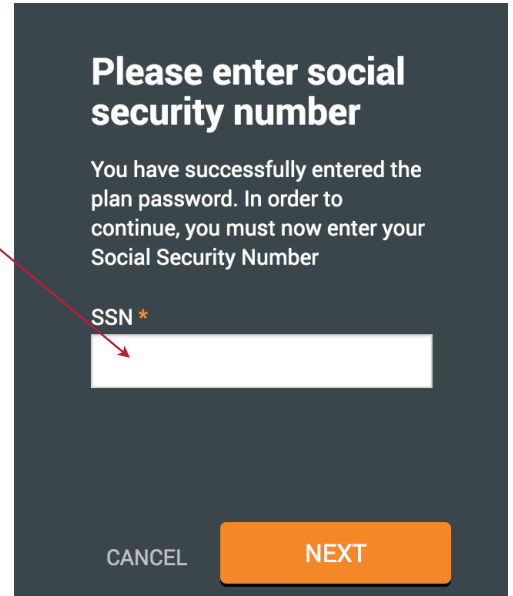 Please enter social
security number
You have successfully entered the
plan password. In order to
continue, you must now enter your
Social Security Number
SSN *
CANCEL NEXT